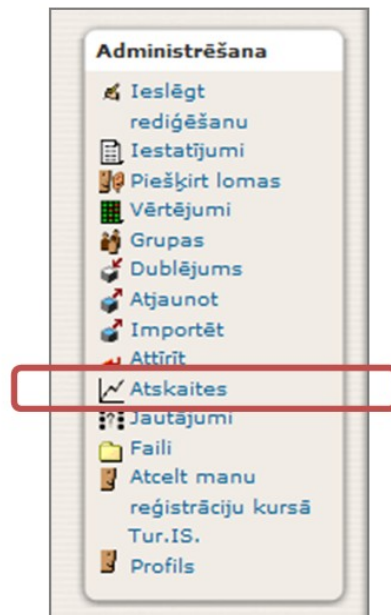 Administrēšana
Ieslēgt
rediģēšanu
Iestatījumi
Piešķirt lomas
Vērtējumi
Grupas
Dublējums
Atjaunot
Importēt
Attīrīt
Atskaites
Jautājumi
Faili
Atcelt manu
reģistrāciju kursā
Tur.IS.
Profils